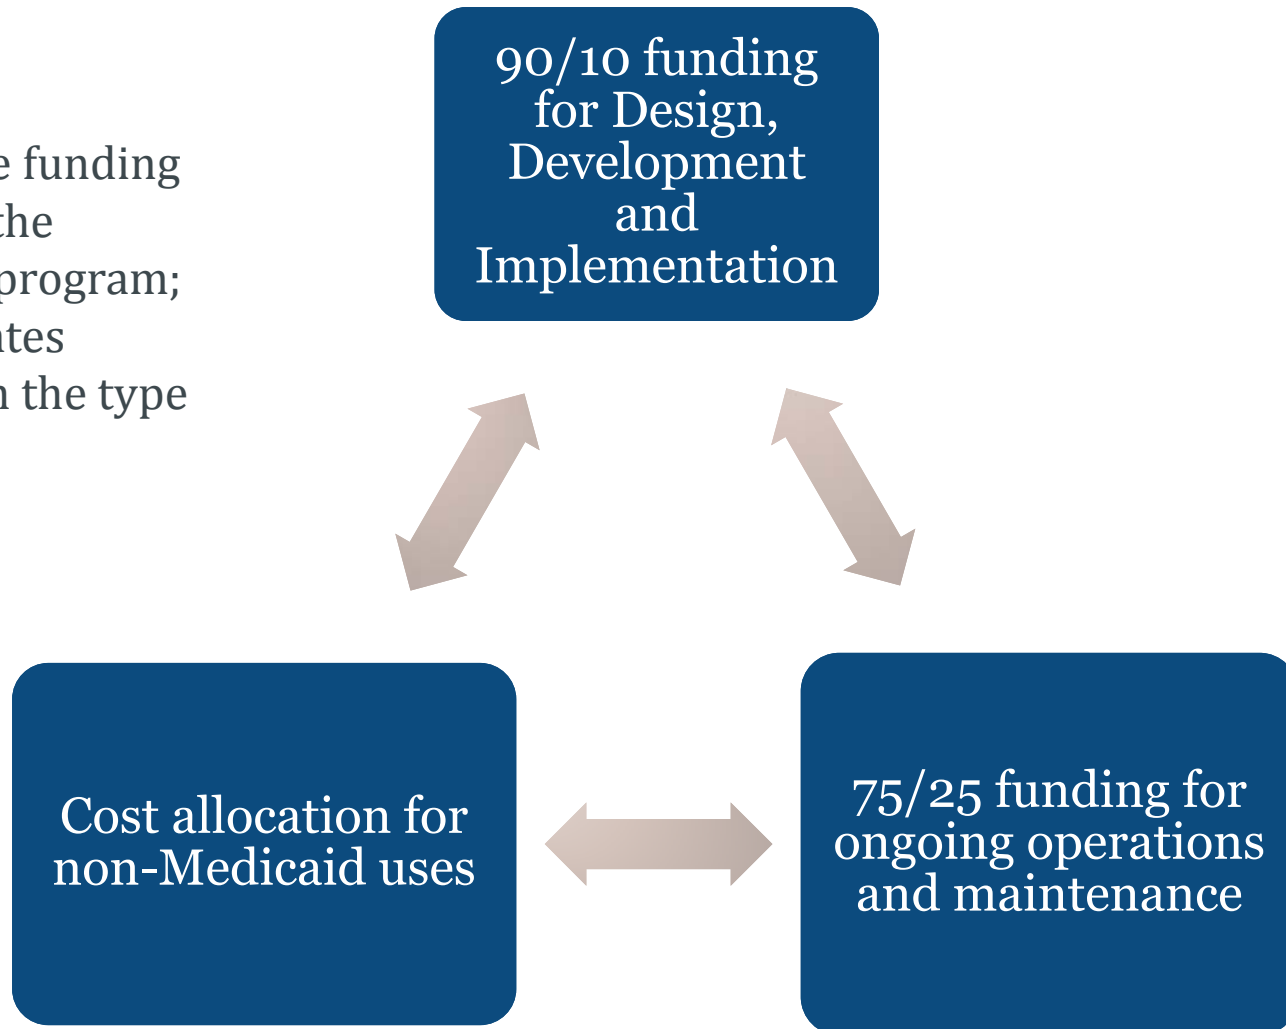 90/10 funding
for Design,
Development
and
Implementation
funding
the
program;
the type
Cost allocation for
non-Medicaid uses
75/25 funding for
ongoing operations
and maintenance